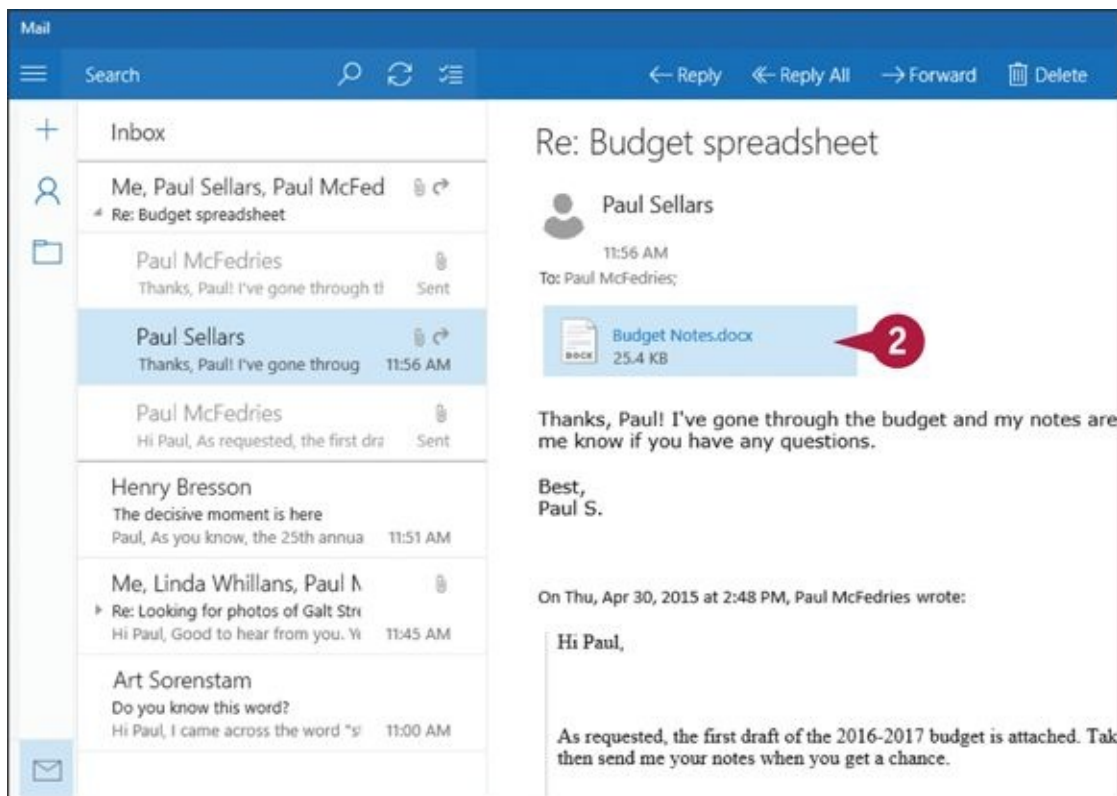 Mail
Search
Reply Reply All Forward Delete
Inbox
Me, Paul Sellars, Paul McFed
Re: Budget spreadsheet
Paul McFedries
Thanks, Paul! I've gone through tl
Sent
Paul Sellars
Thanks, Paul! I've gone throug 11:56 AM
Paul McFedries
Hi Paul, As requested, the first dra Sent
Henry Bresson
The decisive moment is here
Paul, As you know, the 25th annua 11:51 AM
Me, Linda Whillans, Paul M
Re: Looking for photos of Galt Stre
Hi Paul, Good to hear from you. Y 11:45 AM
Art Sorenstam
Do you know this word?
Hi Paul, I came across the word "s 11:00 AM
Re: Budget spreadsheet
Paul Sellars
11:56 AM
To: Paul McFedries;
DOCX
Budget Notes.docx
25.4 KB
2
Thanks, Paul! I've gone through the budget and my notes are
me know if you have any questions.
Best,
Paul S.
On Thu, Apr 30, 2015 at 2:48 PM, Paul McFedries wrote:
Hi Paul,
As requested, the first draft of the 2016-2017 budget is attached. Tak
then send me your notes when you get a chance.